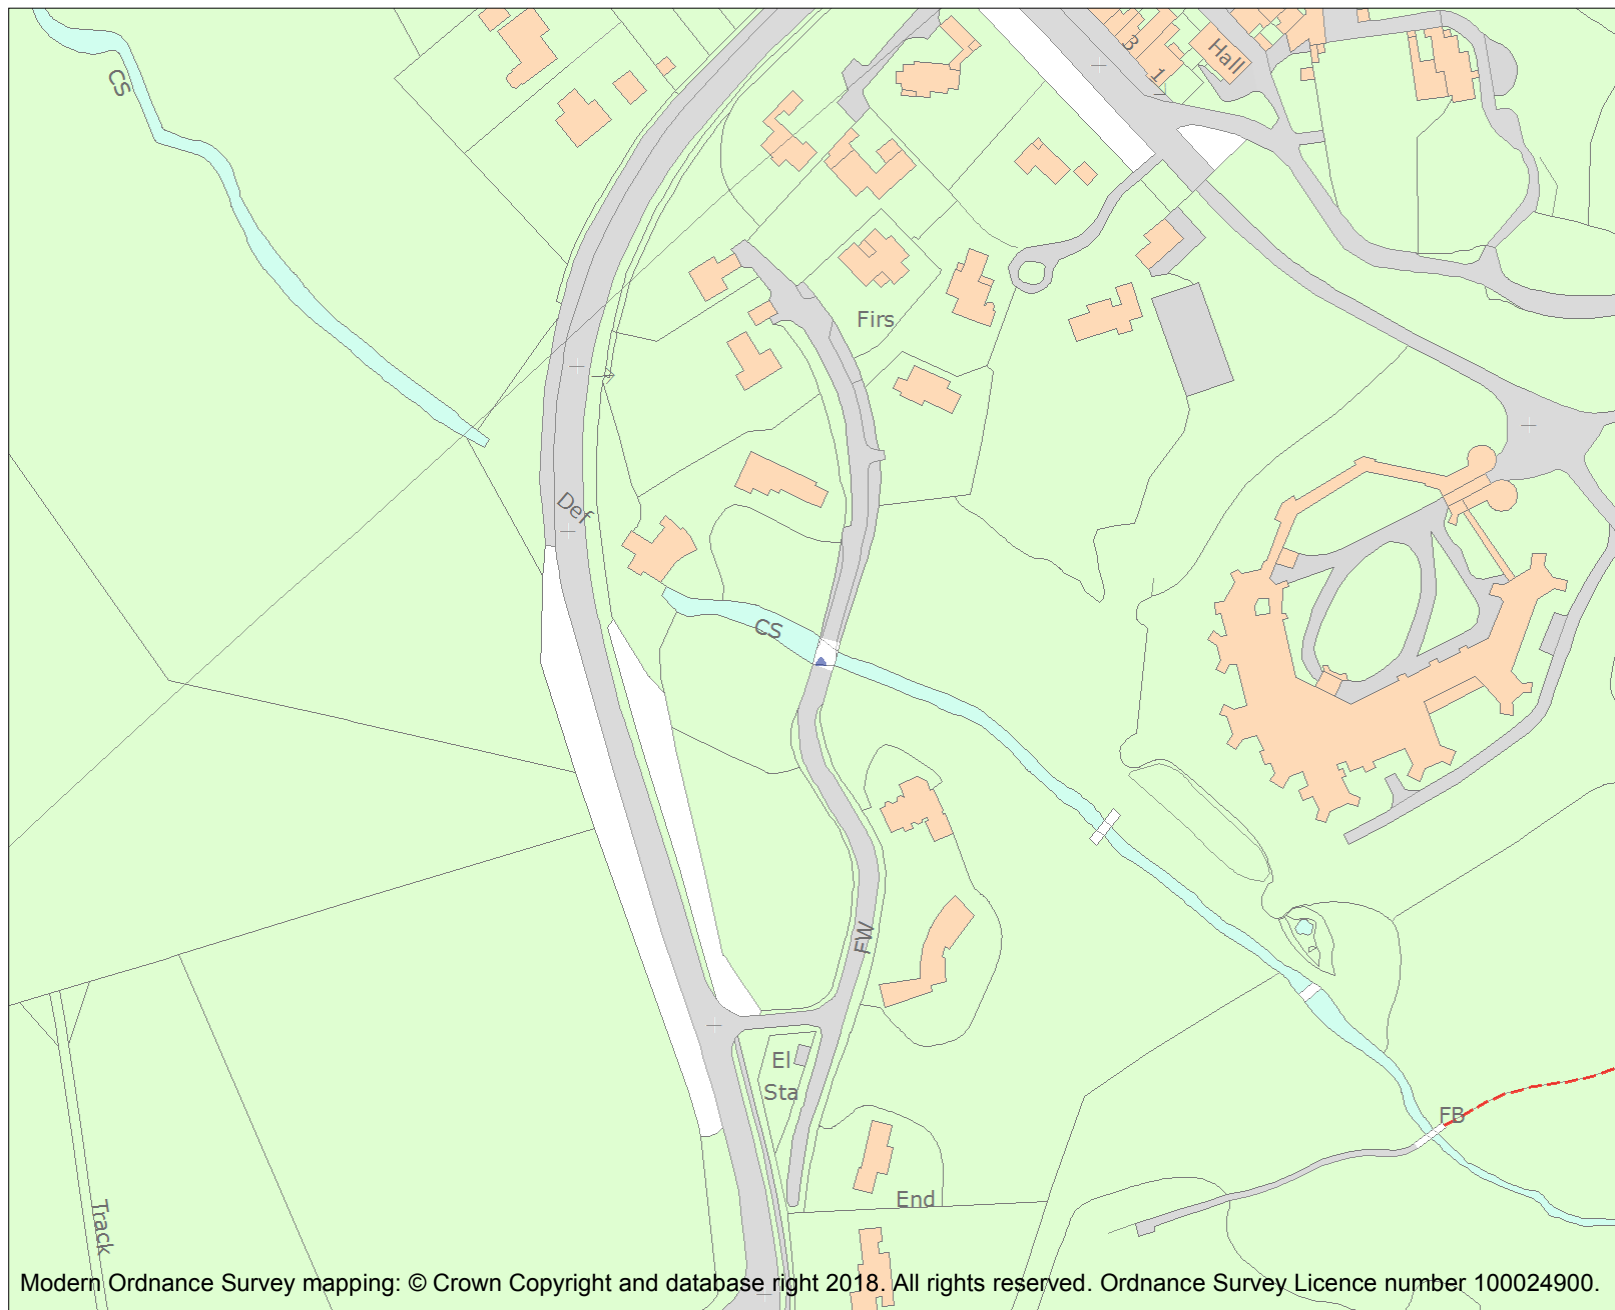 CS
3
1
Hall
Firs
Def
CS
FW
El
Sta
FB
End
Track
Modern Ordnance Survey mapping: © Crown Copyright and database right 2018. All rights reserved. Ordnance Survey Licence number 100024900.